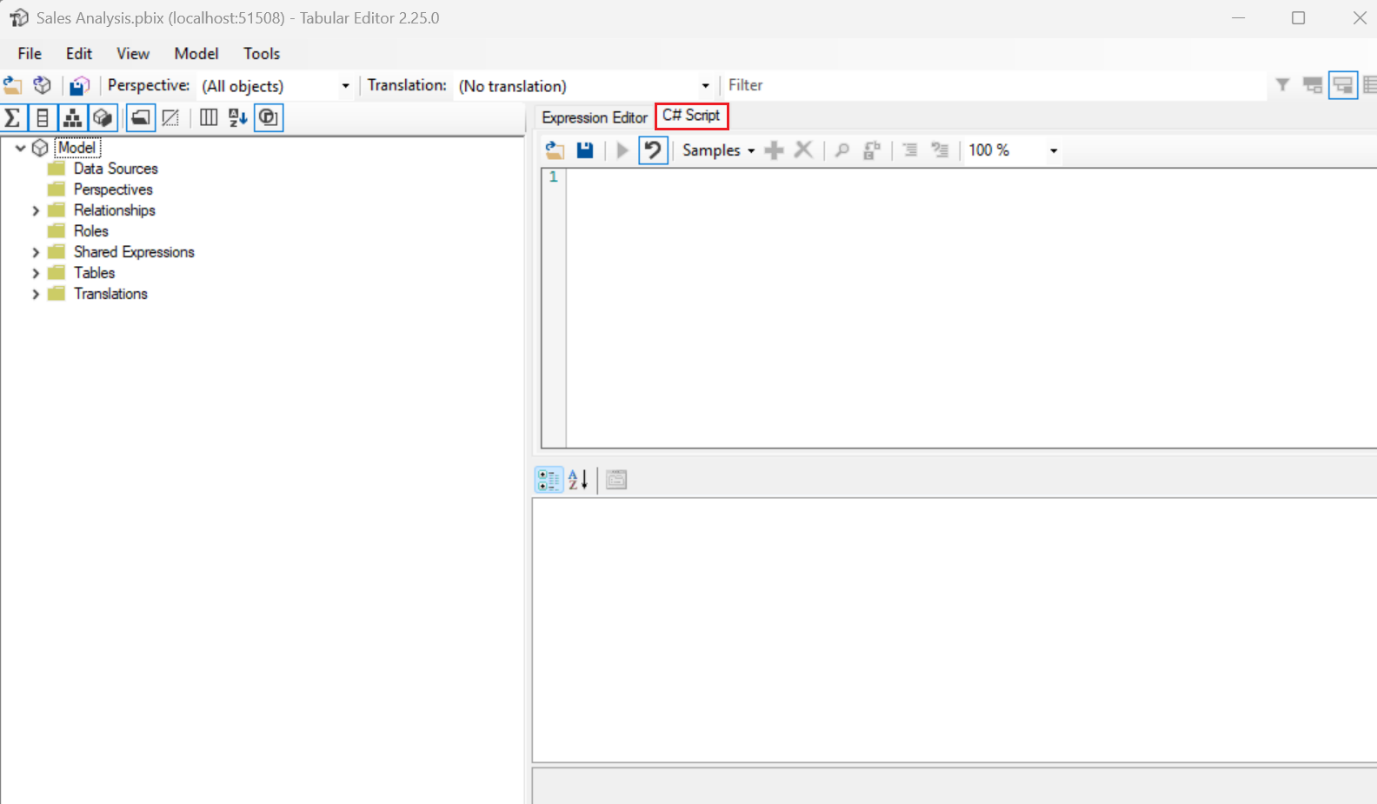 Sales Analysis.pbix (localhost:51508) - Tabular Editor 2.25.0
File Edit View Model Tools
Perspective: (All objects) Translation: (No translation) Filter
Expression Editor C# Script
Samples 100 %
1
Model
Data Sources
Perspectives
Relationships
Roles
Shared Expressions
Tables
Translations